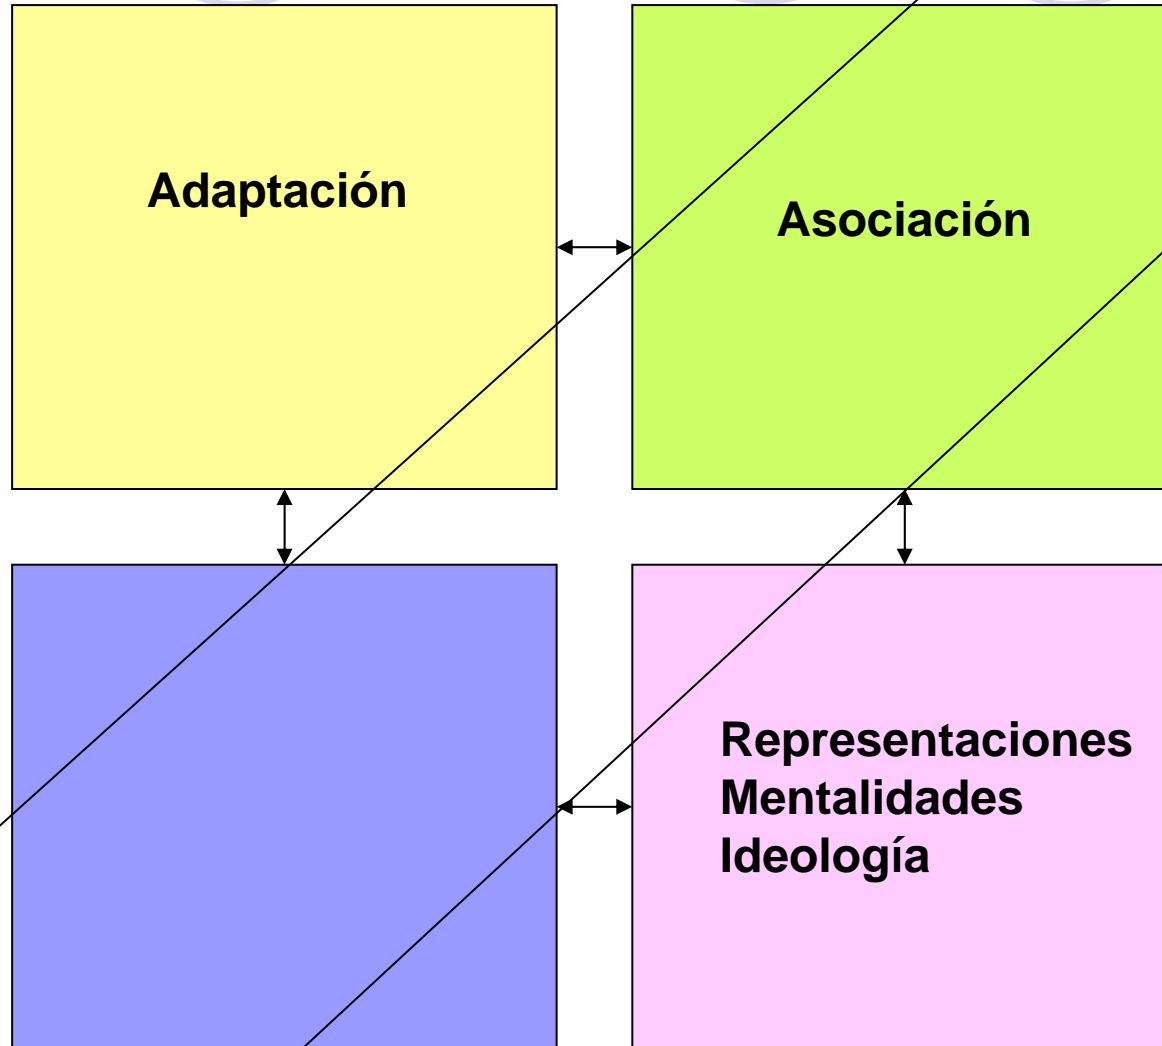 Adaptación
Asociación
Representaciones
Mentalidades
Ideología